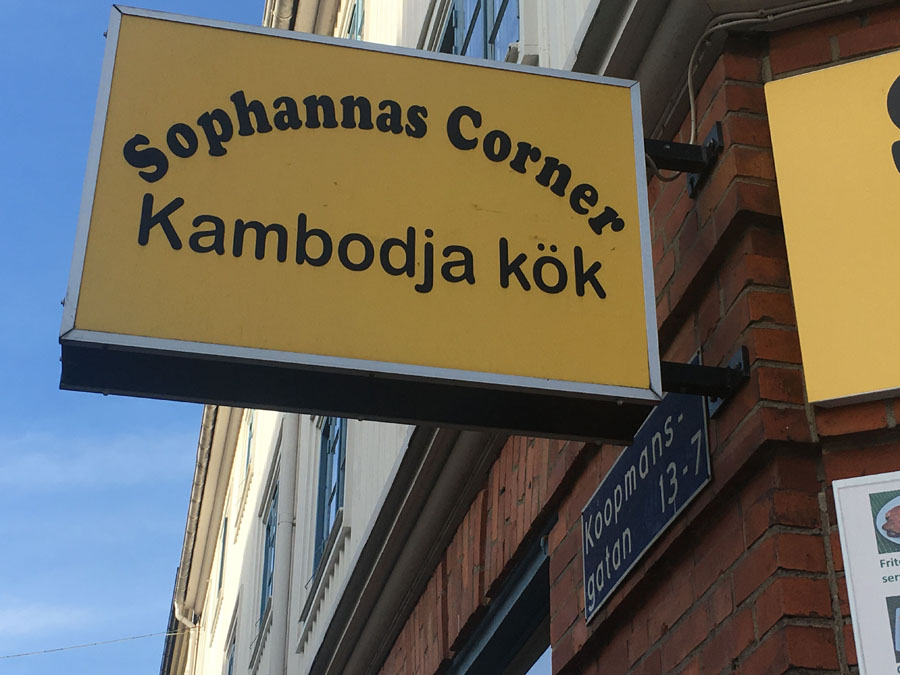 Sophannas Corner
Kambodja kök
Koopmans-
gatan 13-7